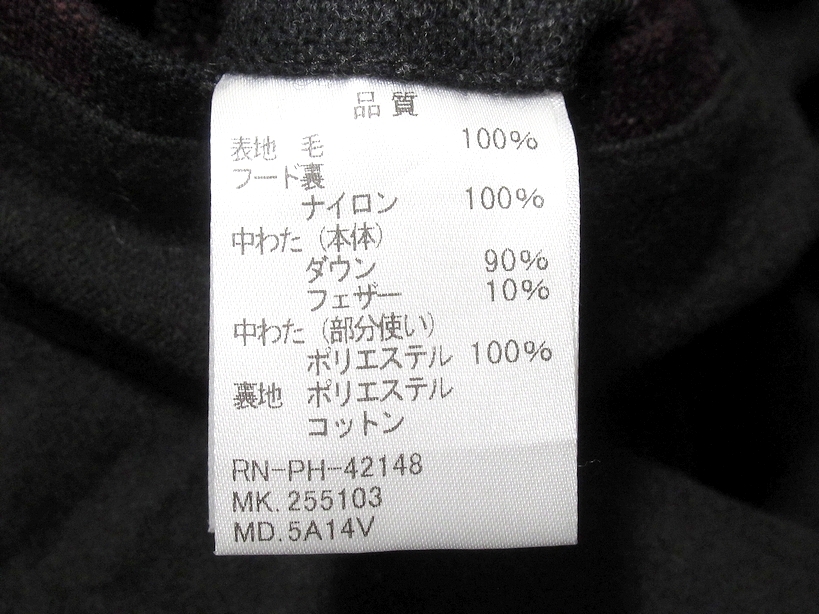 品質
表地 毛 100%
フード裏
ナイロン 100%
中わた (本体)
ダウン 90%
フェザー 10%
中わた (部分使い)
ポリエステル 100%
裏地 ポリエステル
コットン
RN-PH-42148
MK.255103
MD.5A14V